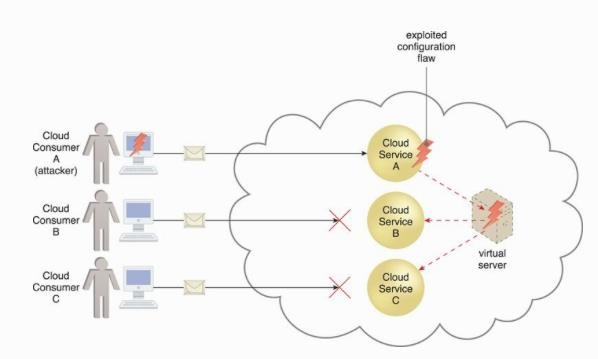 exploited
configuration
flaw
Cloud
Consumer
A
(attacker)
Cloud
Service
A
Cloud
Consumer
B
Cloud
Service
B
virtual
server
Cloud
Consumer
C
Cloud
Service
C